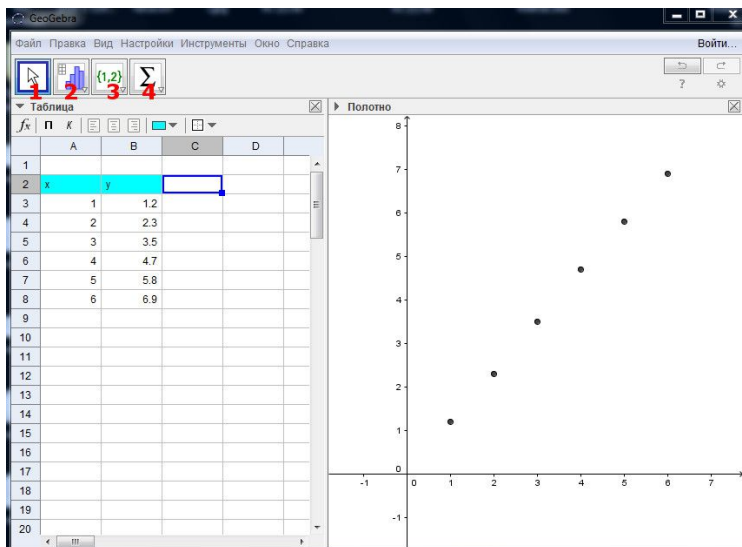 GeoGebra
Файл Правка Вид Настройки Инструменты Окно Справка Войти...
{1,2} Σ
1 2 3 4
?
Таблица
Полотно
fx П К
A B C D
1
2 x y
3 1 1.2
4 2 2.3
5 3 3.5
6 4 4.7
7 5 5.8
8 6 6.9
9
10
11
12
13
14
15
16
17
18
19
20
8
7
6
5
4
3
2
1
0
-1 0 1 2 3 4 5 6 7
-1